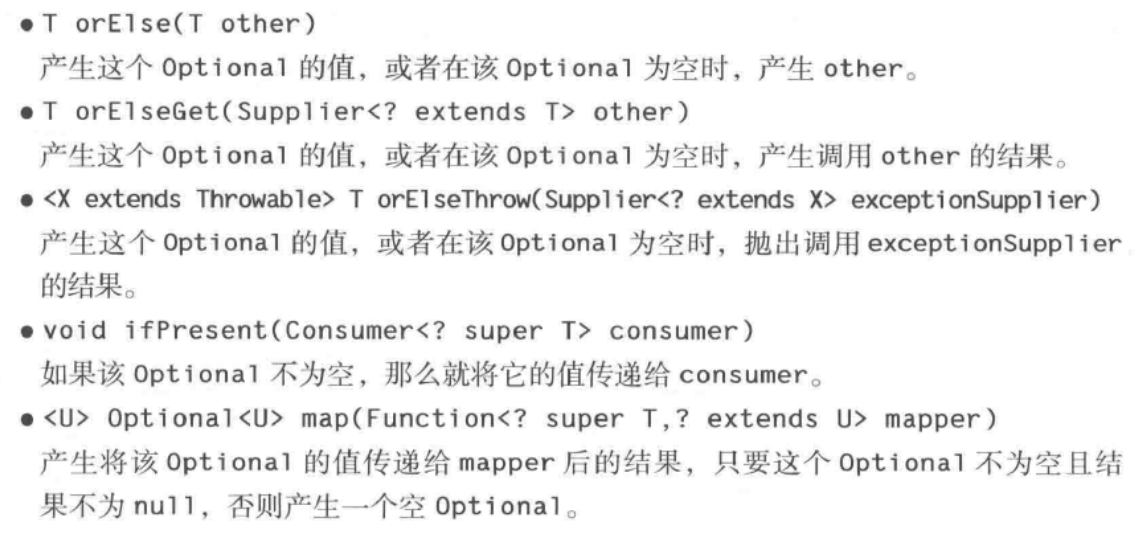 ● T orElse(T other)
产生这个 Optional 的值，或者在该 Optional 为空时，产生 other。
● T orElseGet(Supplier<? extends T> other)
产生这个 Optional 的值，或者在该 Optional 为空时，产生调用 other 的结果。
● <X extends Throwable> T orElseThrow(Supplier<? extends X> exceptionSupplier)
产生这个 Optional 的值，或者在该 Optional 为空时，抛出调用 exceptionSupplier
的结果。
● void ifPresent(Consumer<? super T> consumer)
如果该 Optional 不为空，那么就将它的值传递给 consumer。
● <U> Optional<U> map(Function<? super T,? extends U> mapper)
产生将该 Optional 的值传递给 mapper 后的结果，只要这个 Optional 不为空且结
果不为 null，否则产生一个空 Optional。